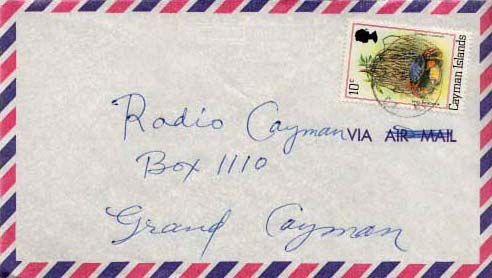 10c
Cayman Islands
Radio Cayman VIA AIR MAIL
Box 1110
Grand Cayman